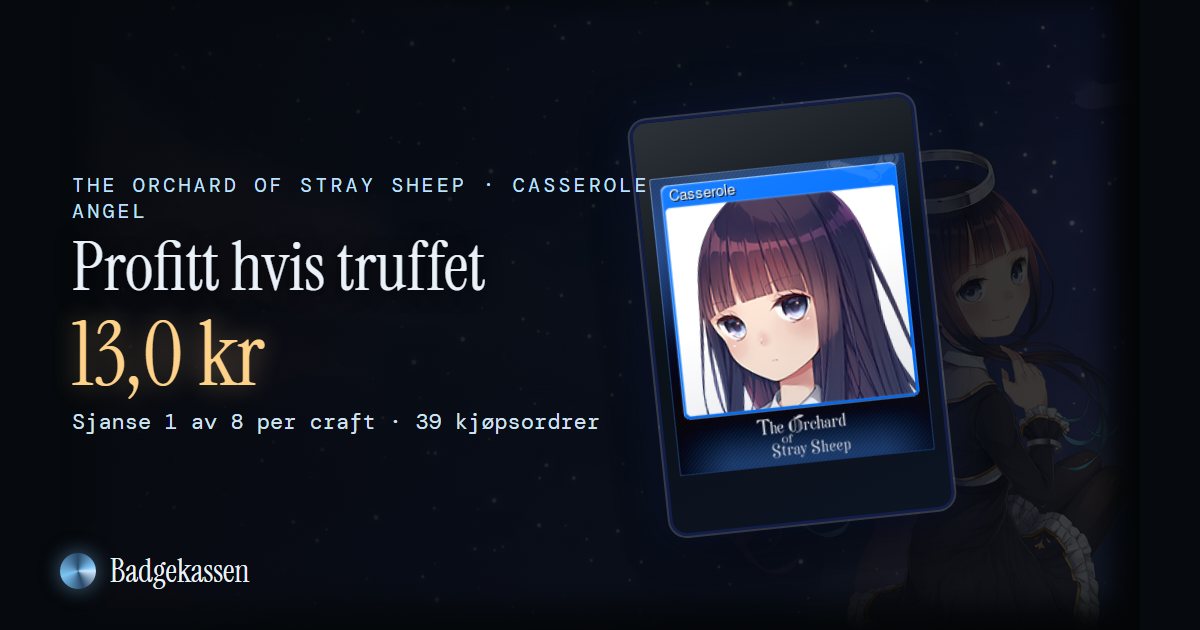 THE ORCHARD OF STRAY SHEEP · CASSEROLE
ANGEL
Profitt hvis truffet
13,0 kr
Sjanse 1 av 8 per craft · 39 kjøpsordrer
Casserole
The Orchard
of
Stray Sheep
Badgekassen